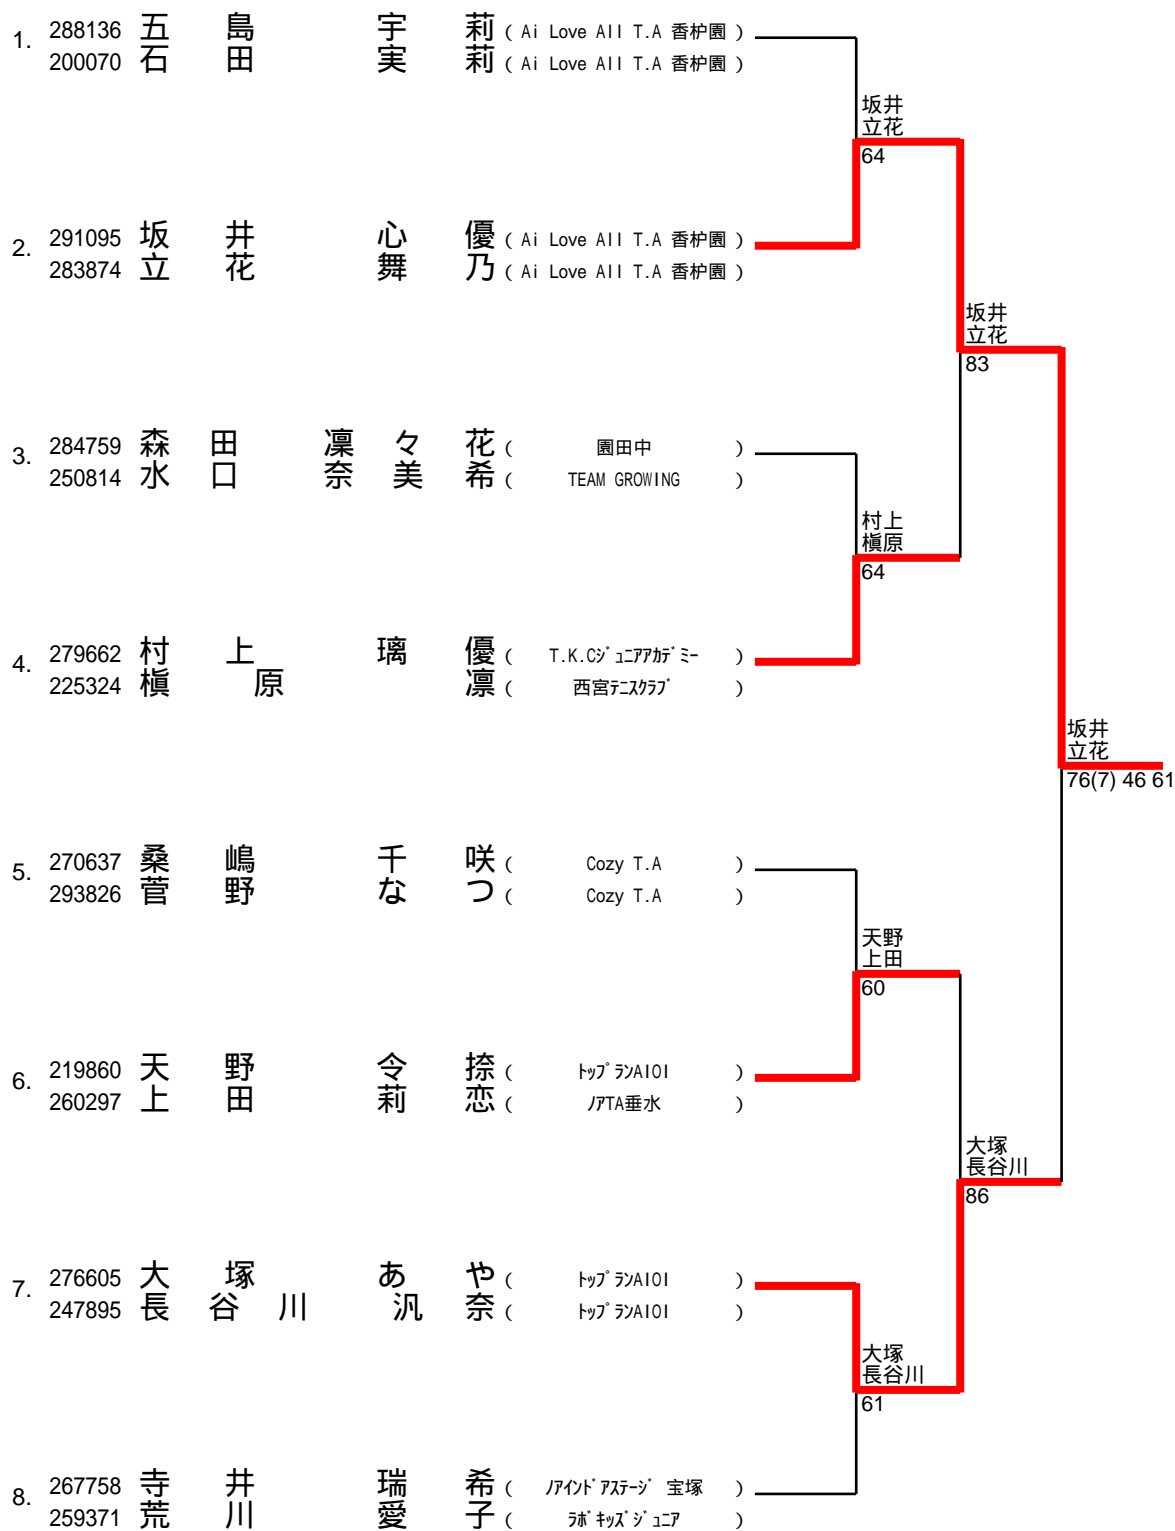 1. 288136 五島 宇莉 ( Ai Love All T.A 香枦園 )
200070 石田 実莉 ( Ai Love All T.A 香枦園 )
坂井
立花
64
2. 291095 坂井 心優 ( Ai Love All T.A 香枦園 )
283874 立花 舞乃 ( Ai Love All T.A 香枦園 )
坂井
立花
83
3. 284759 森田 凜々花 ( 園田中 )
250814 水口 奈美希 ( TEAM GROWING )
村上
槇原
64
4. 279662 村上 璃優 ( T.K.Cｼﾞｭﾆｱｱｶﾃﾞﾐｰ )
225324 槇原 凛 ( 西宮ﾃﾆｽｸﾗﾌﾞ )
坂井
立花
76(7) 46 61
5. 270637 桑嶋 千咲 ( Cozy T.A )
293826 菅野 なつ ( Cozy T.A )
天野
上田
60
6. 219860 天野 令捺 ( ﾄｯﾌﾟﾗﾝAIOI )
260297 上田 莉恋 ( ﾉｱTA垂水 )
大塚
長谷川
86
7. 276605 大塚 あや ( ﾄｯﾌﾟﾗﾝAIOI )
247895 長谷川 汎奈 ( ﾄｯﾌﾟﾗﾝAIOI )
大塚
長谷川
61
8. 267758 寺井 瑞希 ( ﾉｱｲﾝﾄﾞｱｽﾃｰｼﾞ 宝塚 )
259371 荒川 愛子 ( ﾗﾎﾞｷｯｽﾞｼﾞｭﾆｱ )